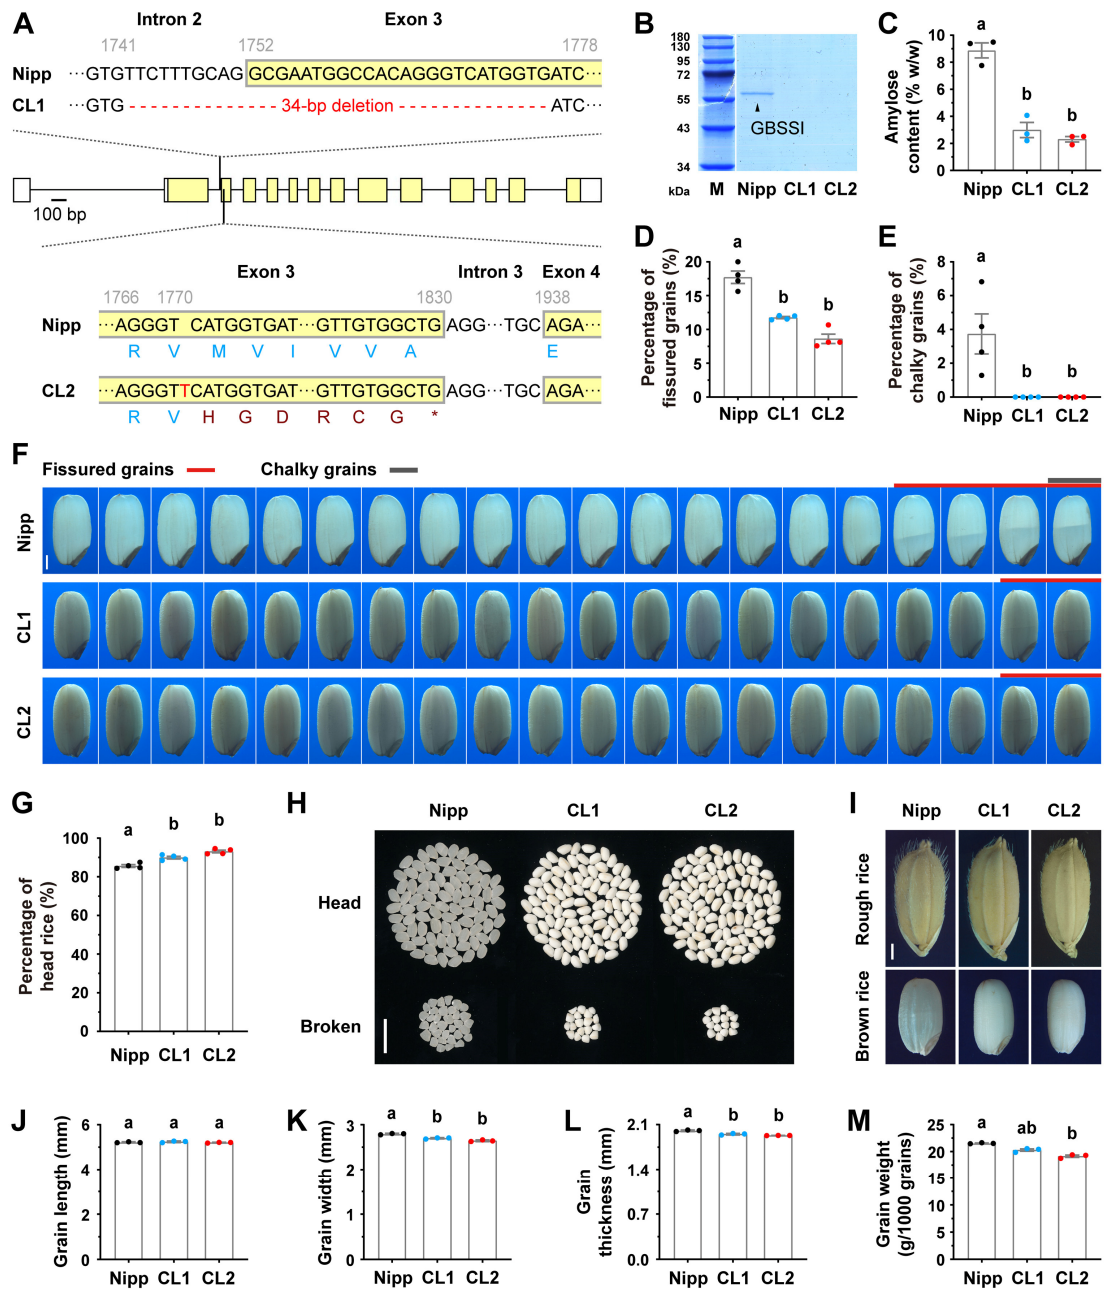 A
Intron 2 Exon 3
1741 1752 1778
Nipp ···GTGTTCTTTGCAG GCGAATGGCCACAGGGTCATGGTGATC···
CL1 ···GTG 34-bp deletion ATC···
100 bp
Exon 3 Intron 3 Exon 4
1766 1770 1830 1938
Nipp ···AGGGT CATGGTGAT···GTTGTGGCTG AGG···TGC AGA···
R V M V I V V A E
CL2 ···AGGGTTCATGGTGAT···GTTGTGGCTG AGG···TGC AGA···
R V H G D R C G *
B
180
130
95
72
55
43
34
GBSSI
kDa M Nipp CL1 CL2
C
Amylose
content (% w/w)
10
8
6
4
2
0
a
b
b
Nipp CL1 CL2
D
Percentage of
fissured grains (%)
20
15
10
5
0
a
b
b
Nipp CL1 CL2
E
Percentage of
chalky grains (%)
8
6
4
2
0
a
b
b
Nipp CL1 CL2
F
Fissured grains Chalky grains
Nipp
CL1
CL2
G
Percentage of
head rice (%)
100
80
60
40
20
0
a
b
b
Nipp CL1 CL2
H
Nipp CL1 CL2
Head
Broken
I
Nipp CL1 CL2
Rough rice
Brown rice
J
Grain length (mm)
6
4
2
0
a a a
Nipp CL1 CL2
K
Grain width (mm)
3
2
1
0
a b b
Nipp CL1 CL2
L
Grain
thickness (mm)
2.1
1.4
0.7
0.0
a b b
Nipp CL1 CL2
M
Grain weight
(g/1000 grains)
25
20
15
10
5
0
a ab b
Nipp CL1 CL2